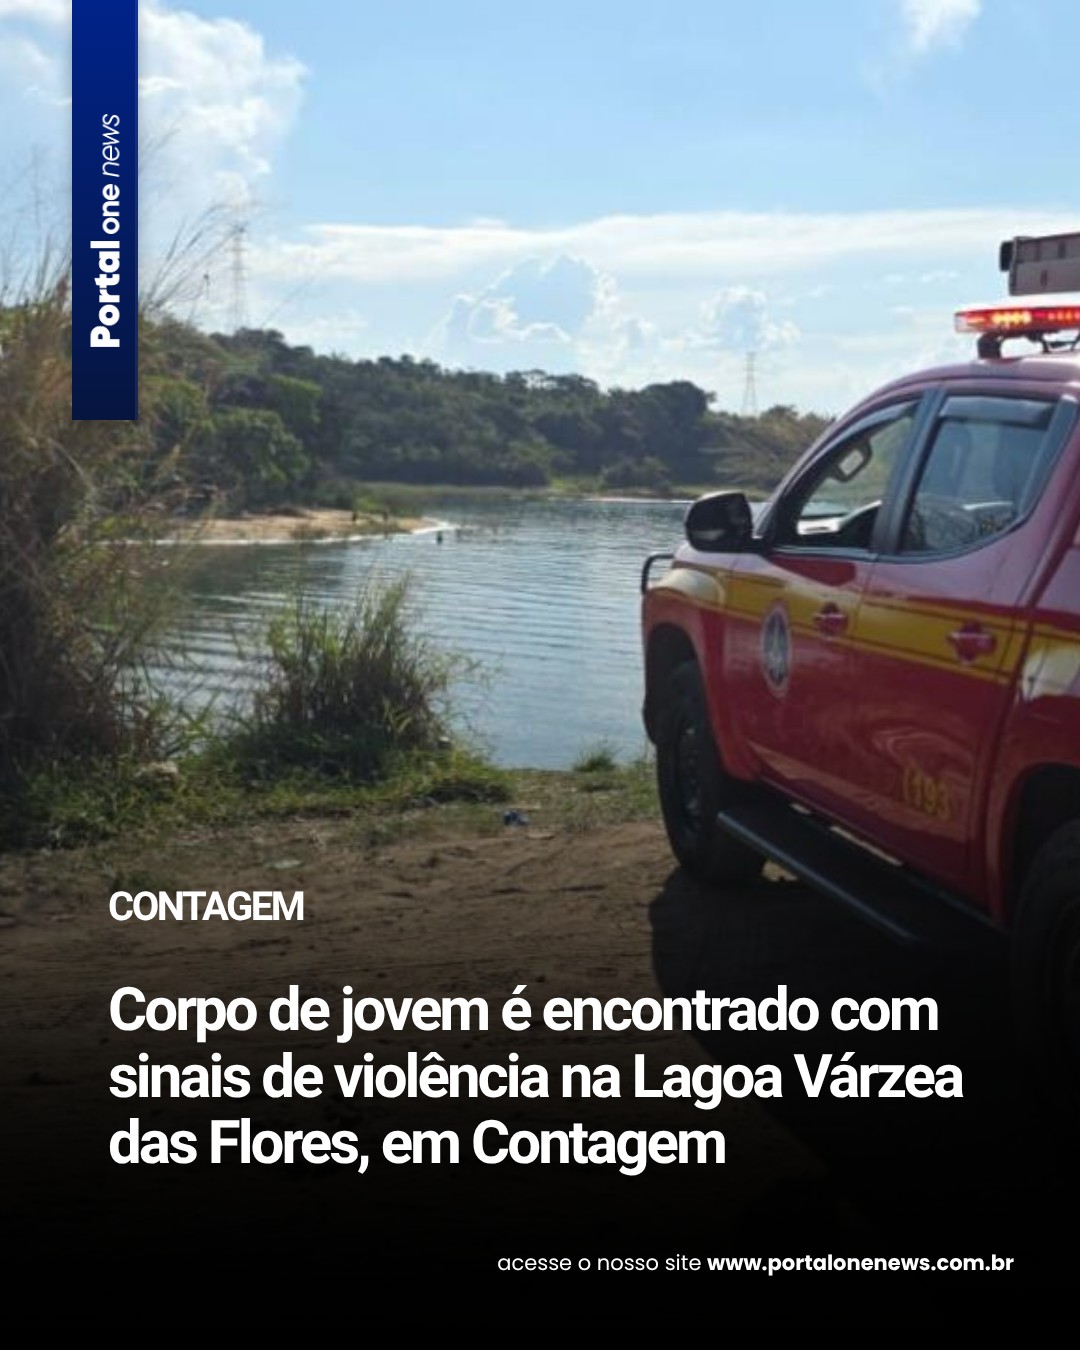 Portal one news
CONTAGEM
Corpo de jovem é encontrado com
sinais de violência na Lagoa Várzea
das Flores, em Contagem
acesse o nosso site www.portalonenews.com.br
1193